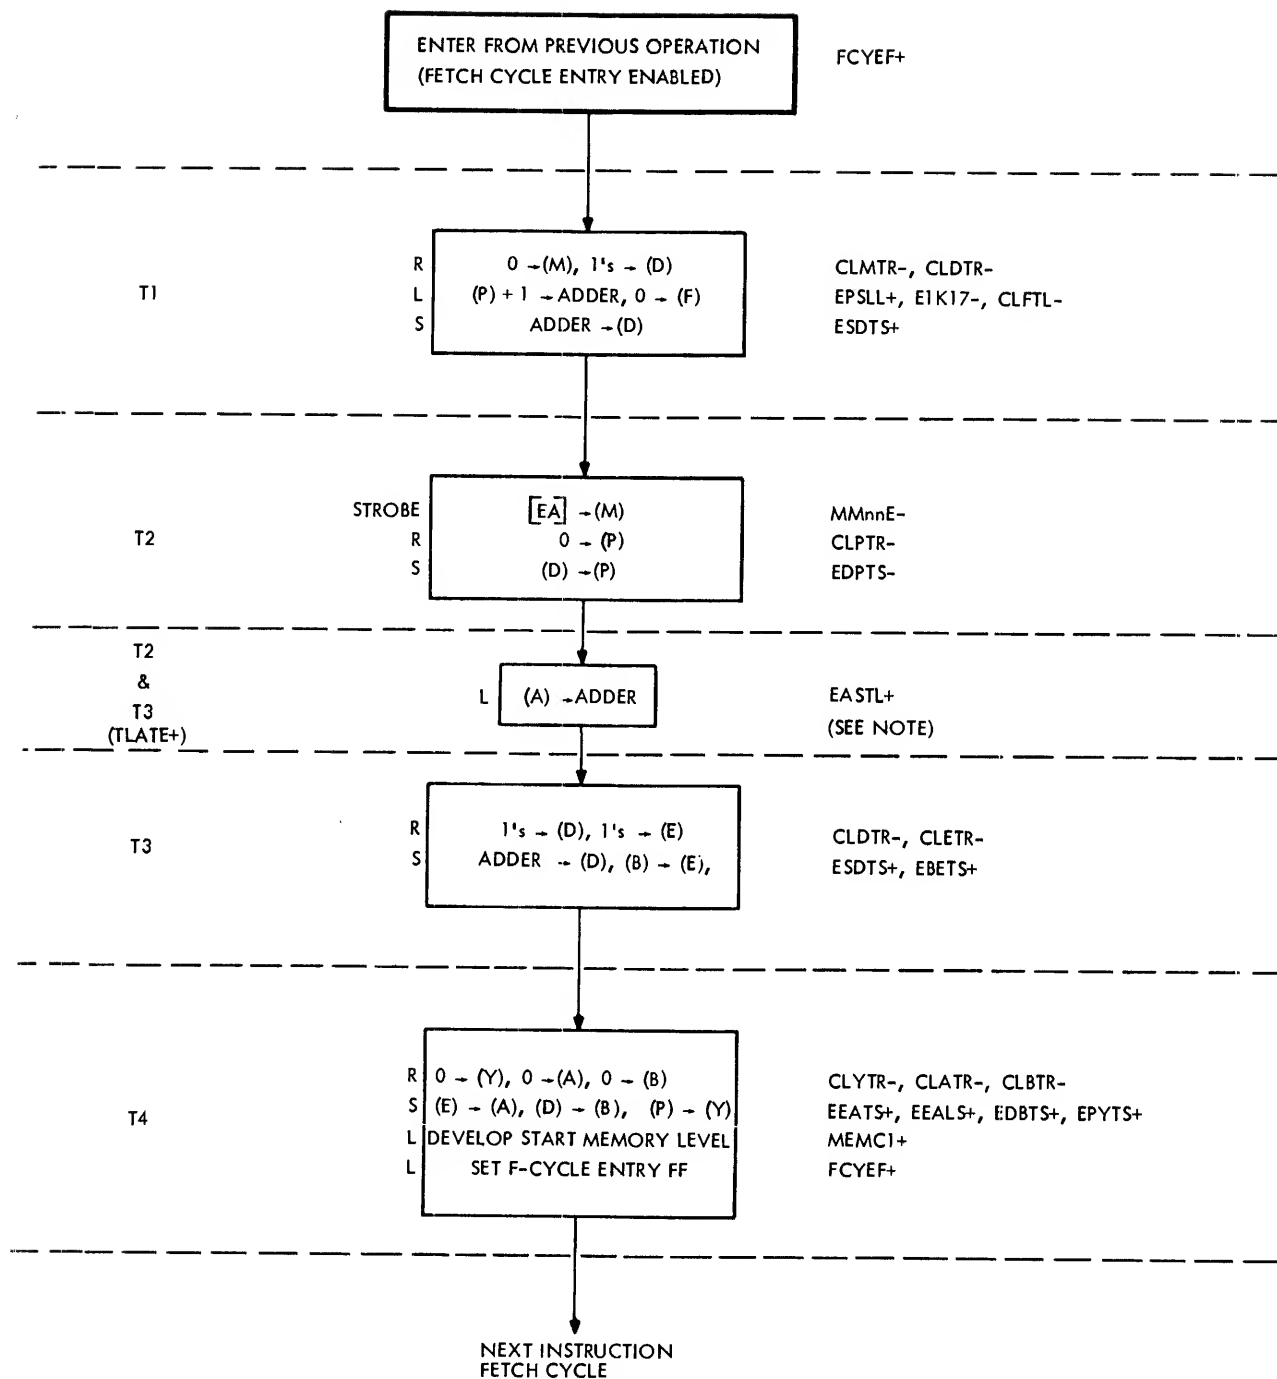 ENTER FROM PREVIOUS OPERATION
(FETCH CYCLE ENTRY ENABLED)
FCYEF+
T1
R
0 → (M), 1's → (D)
CLMTR-, CLDTR-
L
(P) + 1 → ADDER, 0 → (F)
EPSLL+, E1K17-, CLFTL-
S
ADDER → (D)
ESDTS+
T2
STROBE
[EA] → (M)
MMnnE-
R
0 → (P)
CLPTR-
S
(D) → (P)
EDPTS-
T2
&
T3
(TLATE+)
L
(A) → ADDER
EASTL+
(SEE NOTE)
T3
R
1's → (D), 1's → (E)
CLDTR-, CLETR-
S
ADDER → (D), (B) → (E),
ESDTS+, EBETS+
T4
R
0 → (Y), 0 → (A), 0 → (B)
CLYTR-, CLATR-, CLBTR-
S
(E) → (A), (D) → (B), (P) → (Y)
EEATS+, EEALS+, EDBTS+, EPYTS+
L
DEVELOP START MEMORY LEVEL
MEMC1+
L
SET F-CYCLE ENTRY FF
FCYEF+
NEXT INSTRUCTION
FETCH CYCLE